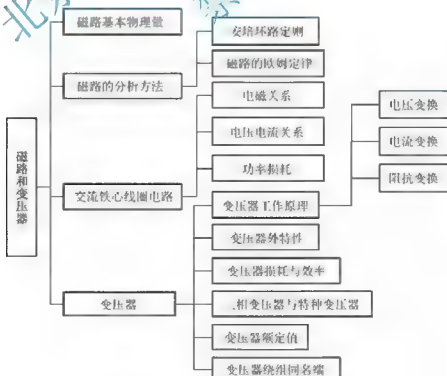 北京
磁路基本物理量
安培环路定则
磁路的分析方法
磁路的欧姆定律
电磁关系
电压变换
电压电流关系
电流变换
磁路和变压器
功率损耗
阻抗变换
交流铁心线圈电路
变压器工作原理
变压器外特性
变压器损耗与效率
变压器
相变压器与特种变压器
变压器额定值
变压器绕组同名端